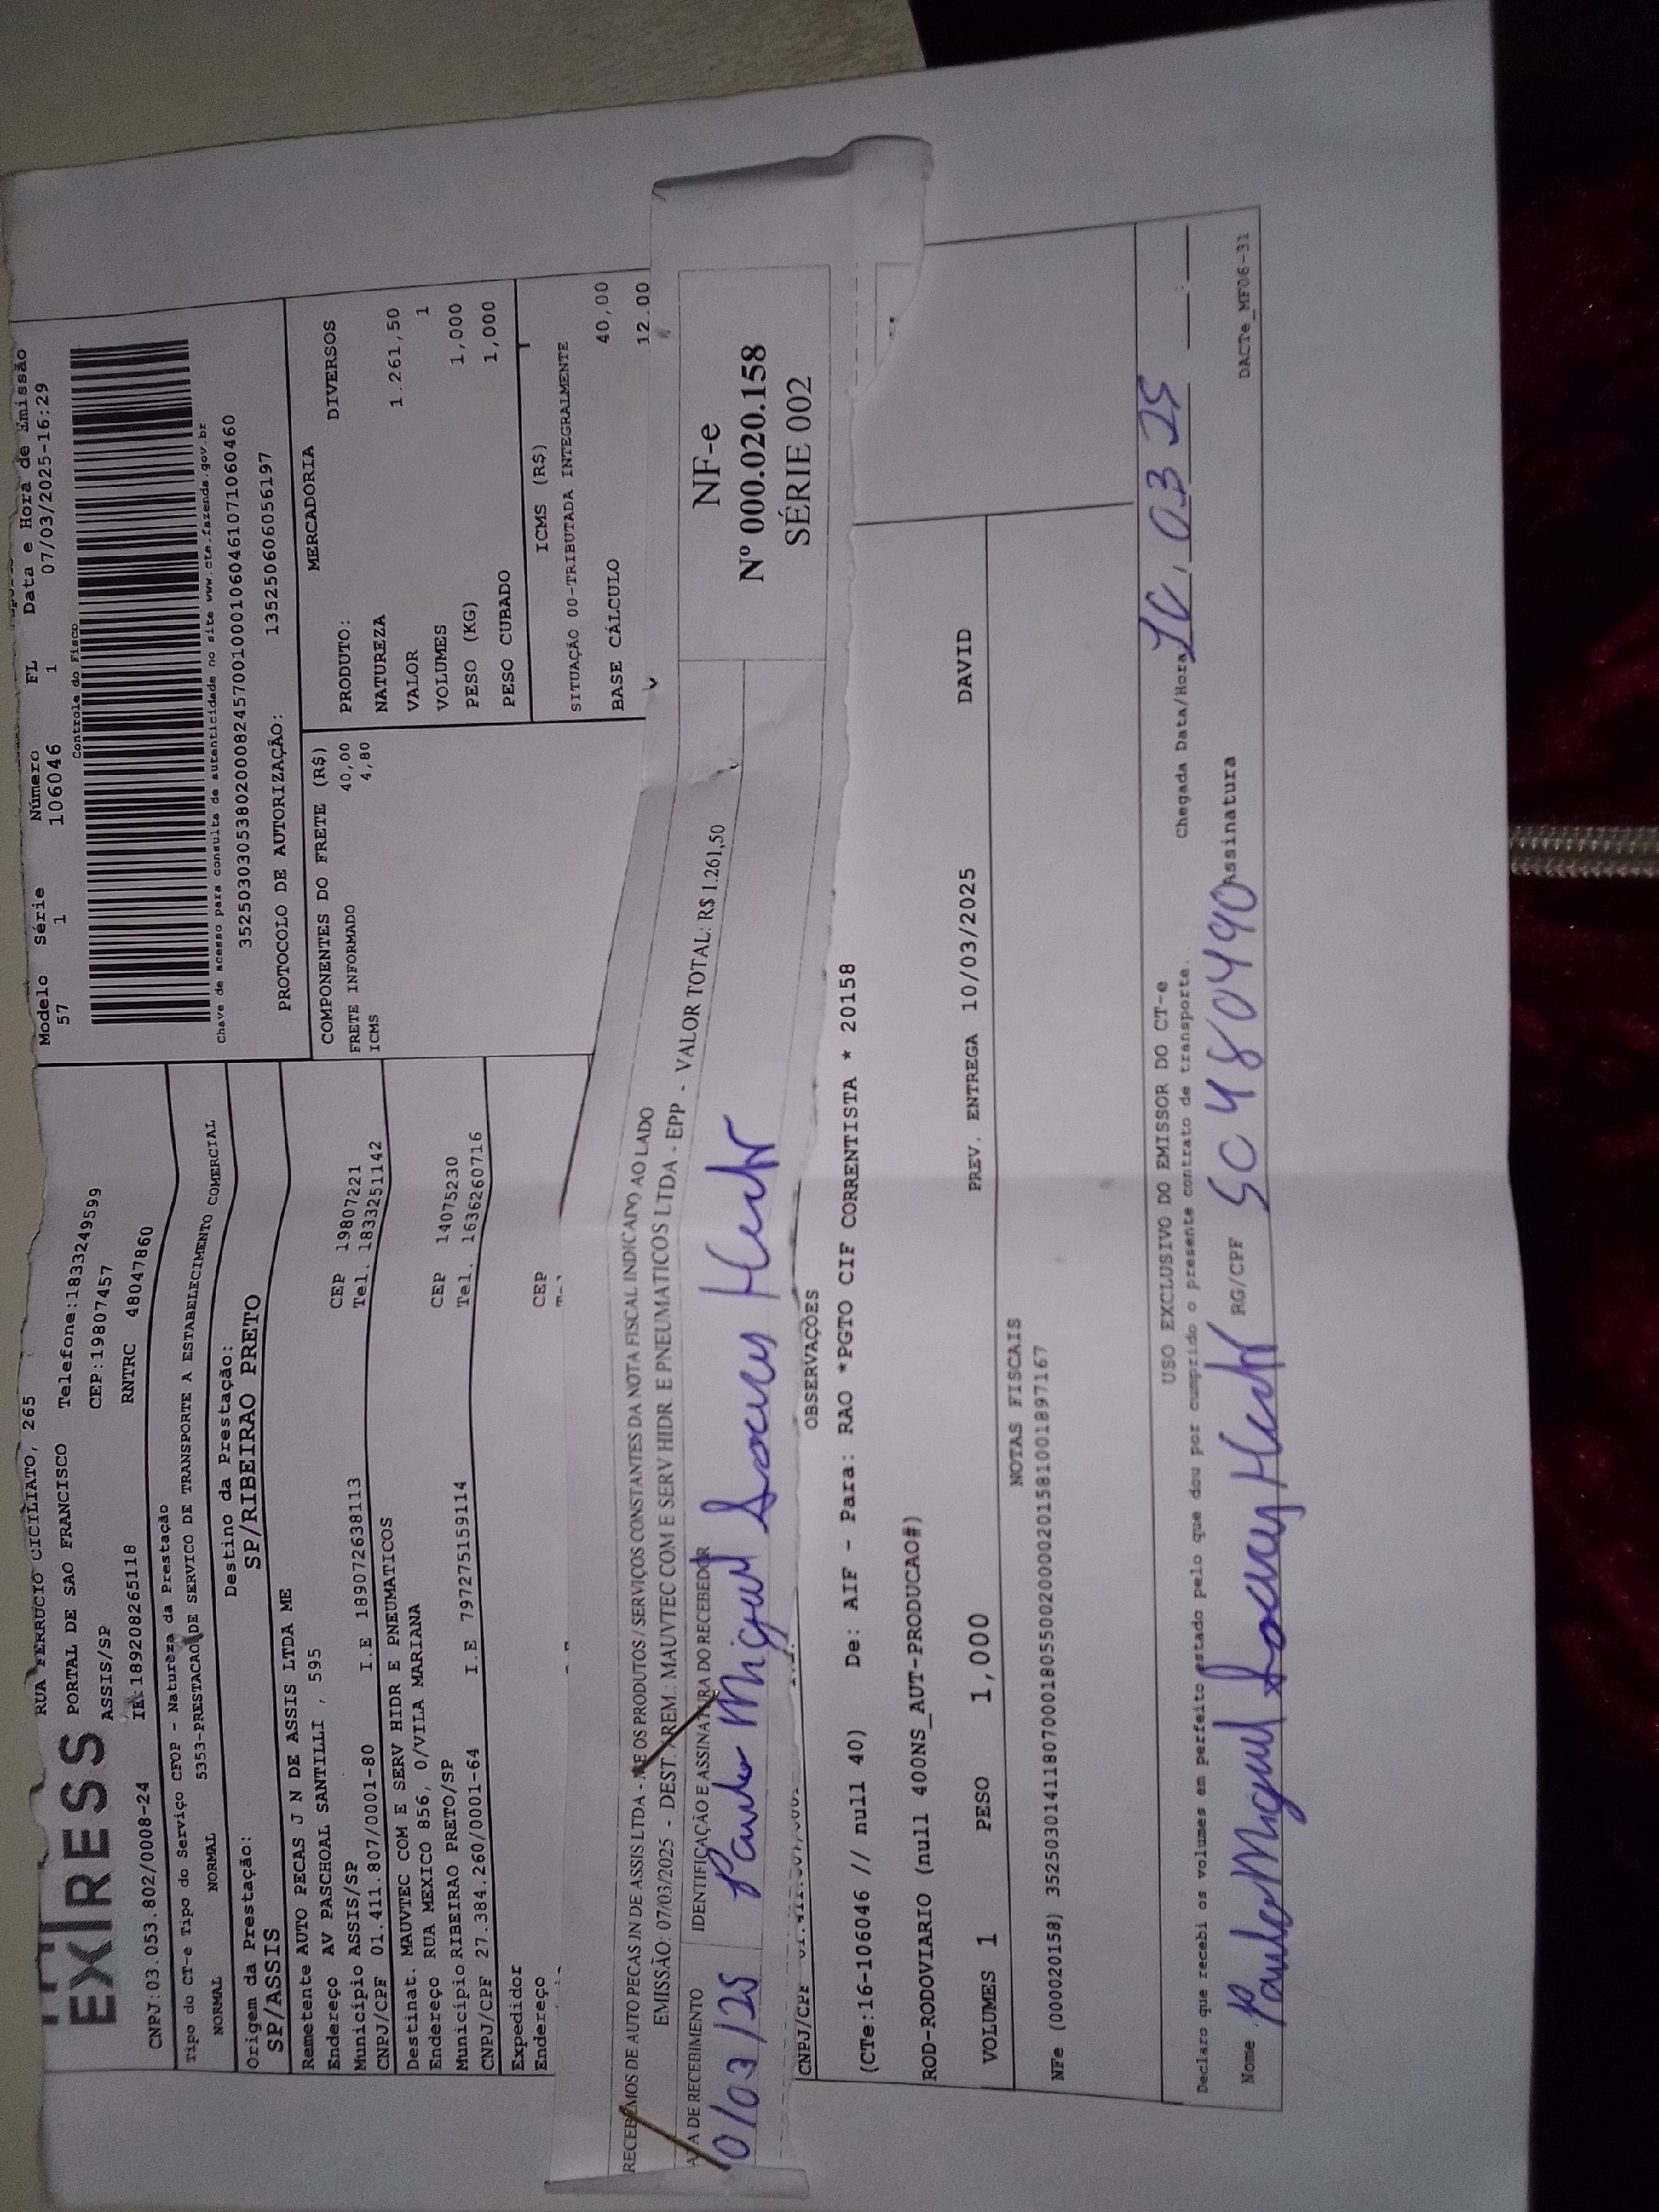 EXPRESS
RUA FERRUCIO CICILIATO, 265
PORTAL DE SAO FRANCISCO Telefone:1833249599
ASSIS/SP CEP:19807457
CNPJ:03.053.802/0008-24 IE:189208265118 RNTRC 48047860
Tipo do CT-e Tipo do Serviço CFOP - Natureza da Prestação
NORMAL NORMAL 5353-PRESTACAO DE SERVICO DE TRANSPORTE A ESTABELECIMENTO COMERCIAL
Origem da Prestação: Destino da Prestação:
SP/ASSIS SP/RIBEIRAO PRETO
Remetente AUTO PECAS J N DE ASSIS LTDA ME
Endereço AV PASCHOAL SANTILLI , 595 CEP 19807221
Município ASSIS/SP Tel. 1833251142
CNPJ/CPF 01.411.807/0001-80 I.E 189072638113
Destinat. MAUVTEC COM E SERV HIDR E PNEUMATICOS
Endereço RUA MEXICO 856, 0/VILA MARIANA CEP 14075230
Município RIBEIRAO PRETO/SP Tel. 1636260716
CNPJ/CPF 27.384.260/0001-64 I.E 797275159114
Expedidor
Endereço CEP
Modelo Série Número FL Data e Hora de Emissão
57 1 106046 1 07/03/2025-16:29
Controle do Fisco
Chave de acesso para consulta de autenticidade no site www.cte.fazenda.gov.br
35250303053802000824570010001060461071060460
PROTOCOLO DE AUTORIZAÇÃO: 135250606056197
COMPONENTES DO FRETE (R$)
FRETE INFORMADO 40,00
ICMS 4,80
MERCADORIA
PRODUTO: DIVERSOS
NATUREZA
VALOR 1.261,50
VOLUMES 1
PESO (KG) 1,000
PESO CUBADO 1,000
ICMS (R$)
SITUAÇÃO 00-TRIBUTADA INTEGRALMENTE
BASE CÁLCULO 40,00
12.00
RECEBEMOS DE AUTO PECAS JN DE ASSIS LTDA - ME OS PRODUTOS / SERVIÇOS CONSTANTES DA NOTA FISCAL INDICADO AO LADO
EMISSÃO: 07/03/2025 - DEST. / REM.: MAUVTEC COM E SERV HIDR. E PNEUMATICOS LTDA - EPP - VALOR TOTAL: R$ 1.261,50
DATA DE RECEBIMENTO IDENTIFICAÇÃO E ASSINATURA DO RECEBEDOR
0/03/25 Paulo Miguel
NF-e
Nº 000.020.158
SÉRIE 002
CNPJ/CPF
OBSERVAÇÕES
(CTe:16-106046 // null 40) De: AIF - Para: RAO *PGTO CIF CORRENTISTA * 20158
ROD-RODOVIARIO (null 400NS_AUT-PRODUCAO#)
VOLUMES 1 PESO 1,000 PREV. ENTREGA 10/03/2025 DAVID
NOTAS FISCAIS
NFe (000020158) 35250301411807000180550020000201581001897167
USO EXCLUSIVO DO EMISSOR DO CT-e
Declaro que recebi os volumes em perfeito estado pelo que dou por cumprido o presente contrato de transporte.
Chegada Data/Hora 10, 03 25 :
Nome Paulo Miguel RG/CPF 5C480490 Assinatura
DACTe_MF06-31